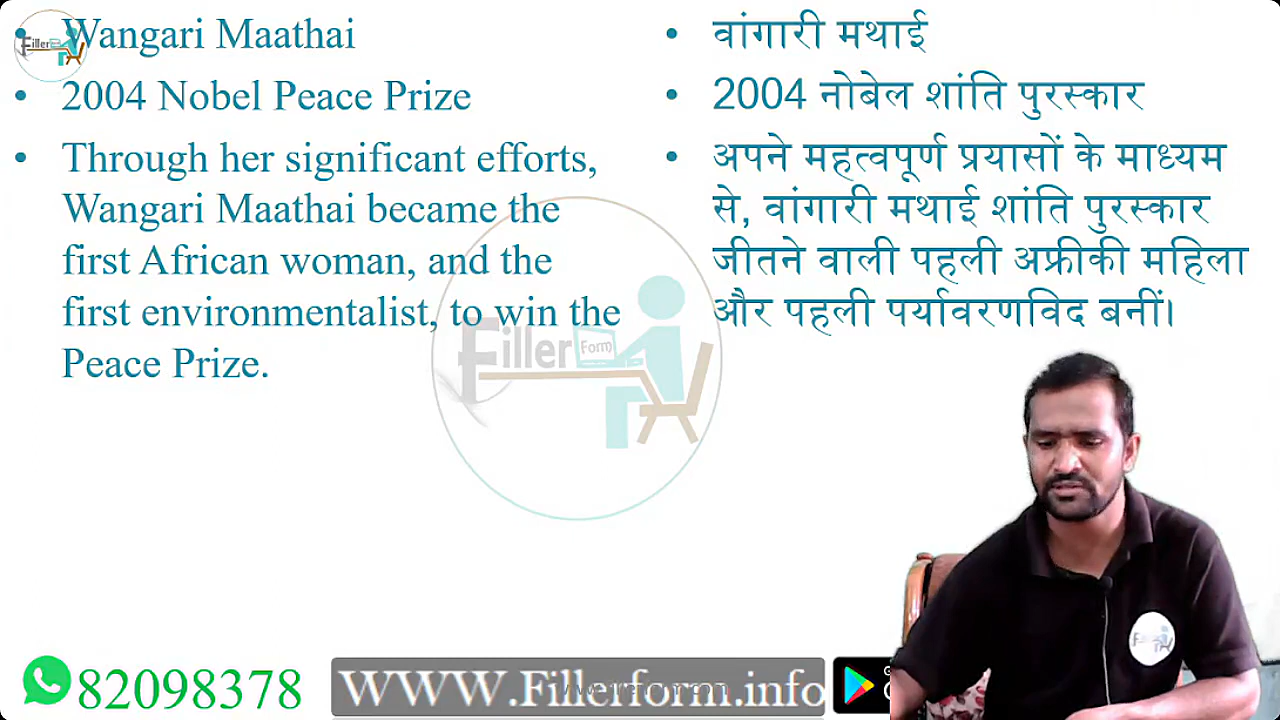 Wangari Maathai
2004 Nobel Peace Prize
Through her significant efforts,
Wangari Maathai became the
first African woman, and the
first environmentalist, to win the
Peace Prize.
वांगारी मथाई
2004 नोबेल शांति पुरस्कार
अपने महत्वपूर्ण प्रयासों के माध्यम
से, वांगारी मथाई शांति पुरस्कार
जीतने वाली पहली अफ्रीकी महिला
और पहली पर्यावरणविद बनीं।
Filler
Form
82098378
WWW.Fillerform.info